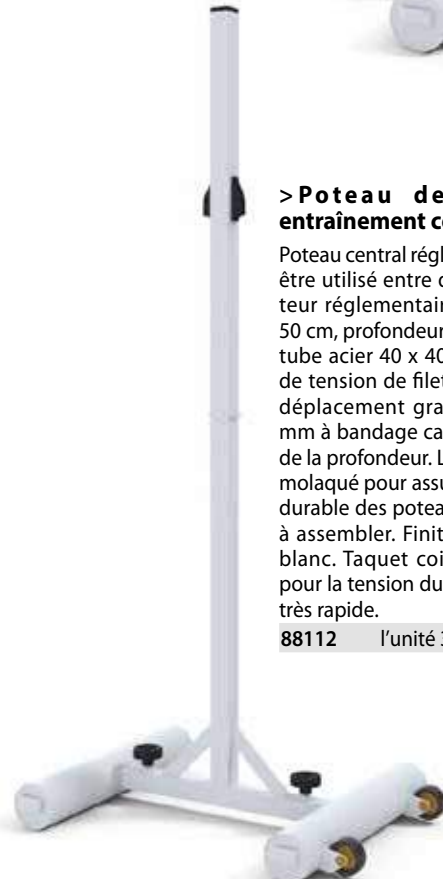 > Poteau de
entraînement c
Poteau central régl
être utilisé entre
teur réglementair
50 cm, profondeur
tube acier 40 x 40
de tension de filet
déplacement gra
mm à bandage ca
de la profondeur. L
molaqué pour assu
durable des potea
à assembler. Finit
blanc. Taquet coi
pour la tension du
très rapide.
88112 l’unité